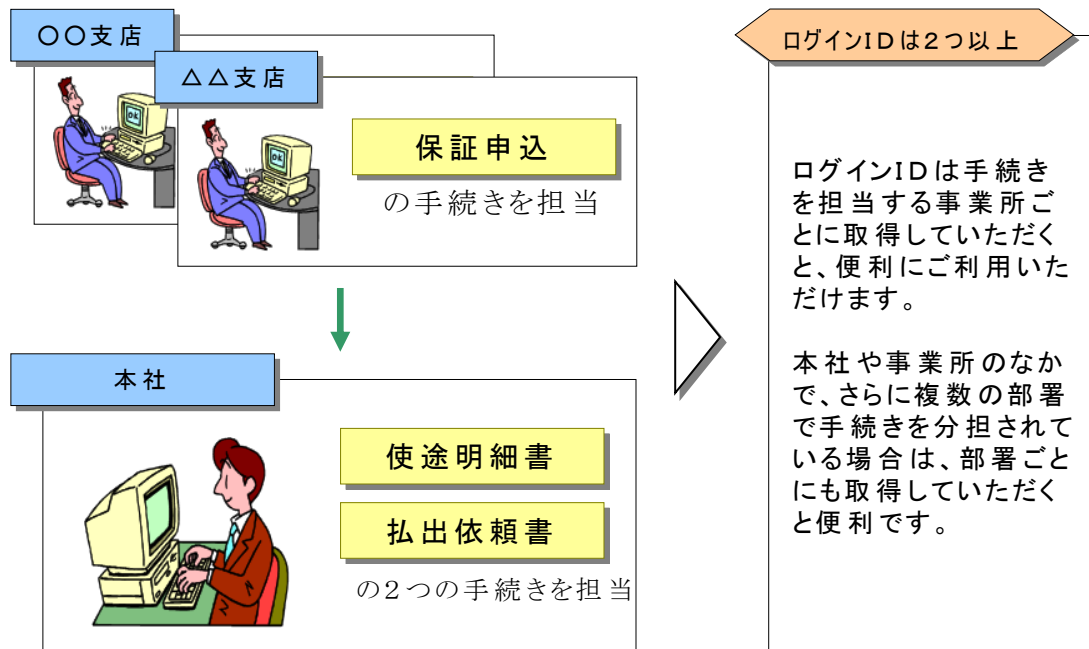 〇〇支店
△△支店
OK
OK
保証申込
の手続きを担当
本社
使途明細書
払出依頼書
の2つの手続きを担当
ログインIDは2つ以上
ログインIDは手続き
を担当する事業所ご
とに取得していただく
と、便利にご利用いた
だけます。
本社や事業所のなか
で、さらに複数の部署
で手続きを分担されて
いる場合は、部署ごと
にも取得していただく
と便利です。